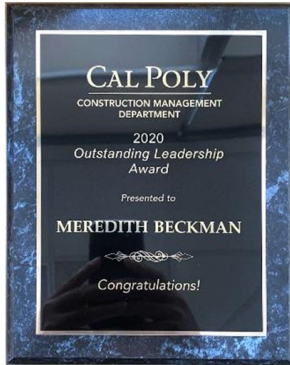 CAL POLY
CONSTRUCTION MANAGEMENT
DEPARTMENT
2020
Outstanding Leadership
Award
Presented to
MEREDITH BECKMAN
Congratulations!